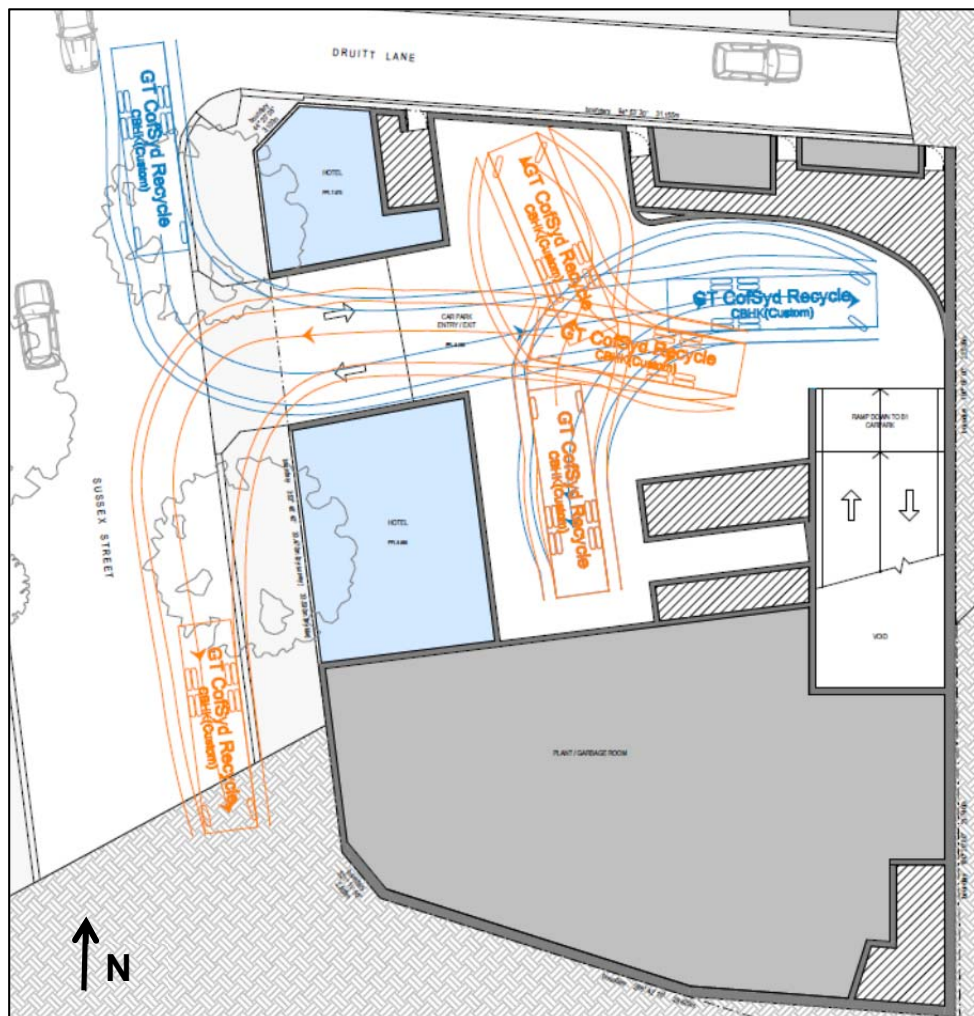 DRUITT LANE
GT CofSyd Recycle
CBHK(Custom)
HOTEL
GT CofSyd Recycle
CBHK(Custom)
GT CofSyd Recycle
CBHK(Custom)
CAR PARK
ENTRY / EXIT
GT CofSyd Recycle
CBHK(Custom)
GT CofSyd Recycle
CBHK(Custom)
RAMP DOWN TO B1
CARPARK
SUSSEX STREET
HOTEL
VOID
GT CofSyd Recycle
CBHK(Custom)
PLANT / GARBAGE ROOM
N